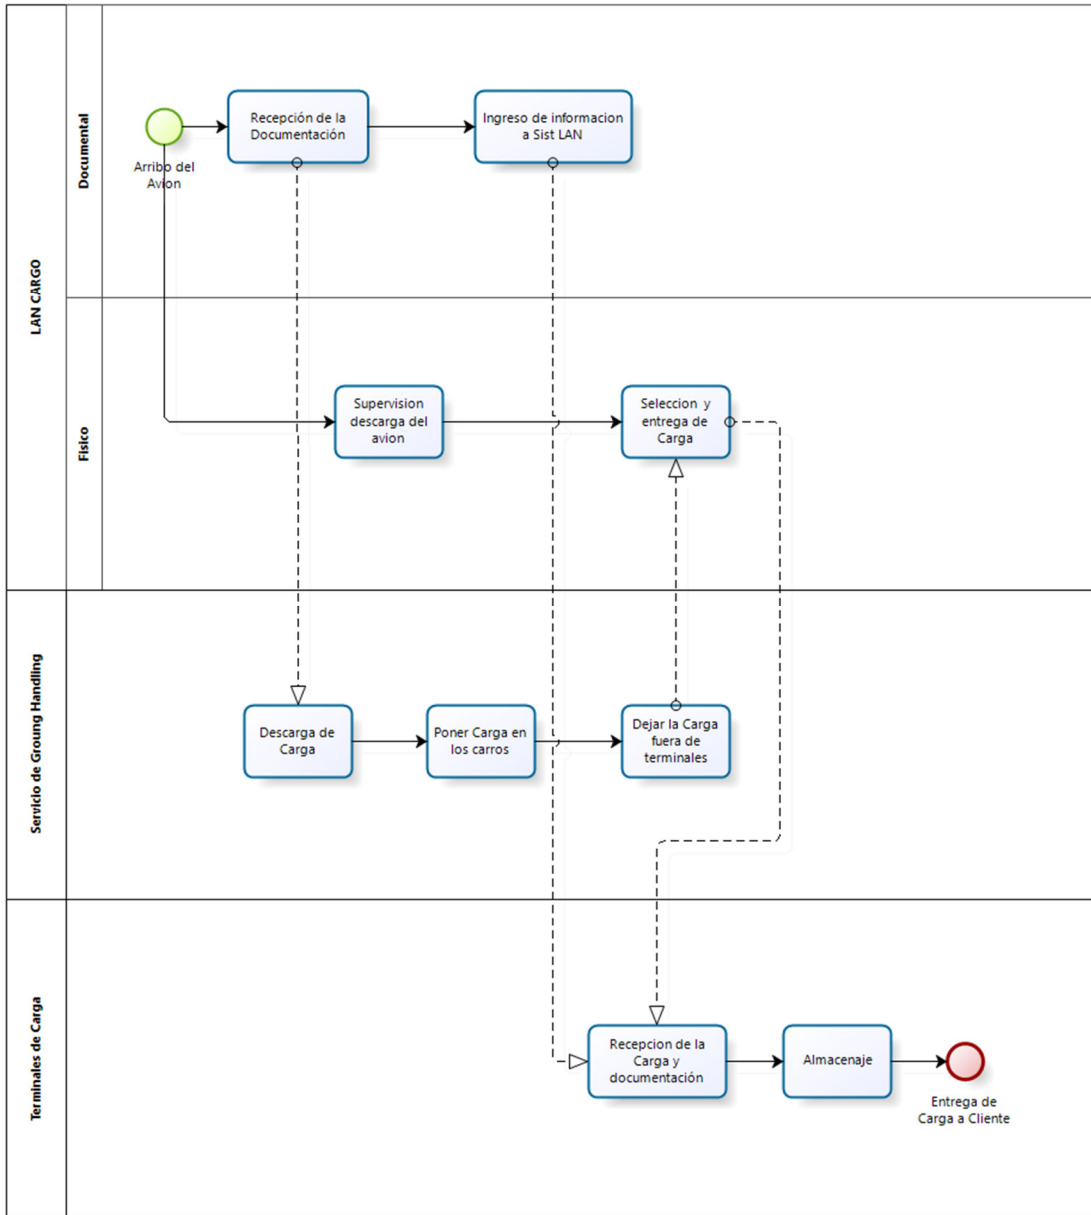 LAN CARGO
Documental
Arribo del
Avion
Recepción de la
Documentación
Ingreso de informacion
a Sist LAN
Fisico
Supervision
descarga del
avion
Seleccion y
entrega de
Carga
Servicio de Groung Handling
Descarga de
Carga
Poner Carga en
los carros
Dejar la Carga
fuera de
terminales
Terminales de Carga
Recepcion de la
Carga y
documentación
Almacenaje
Entrega de
Carga a Cliente